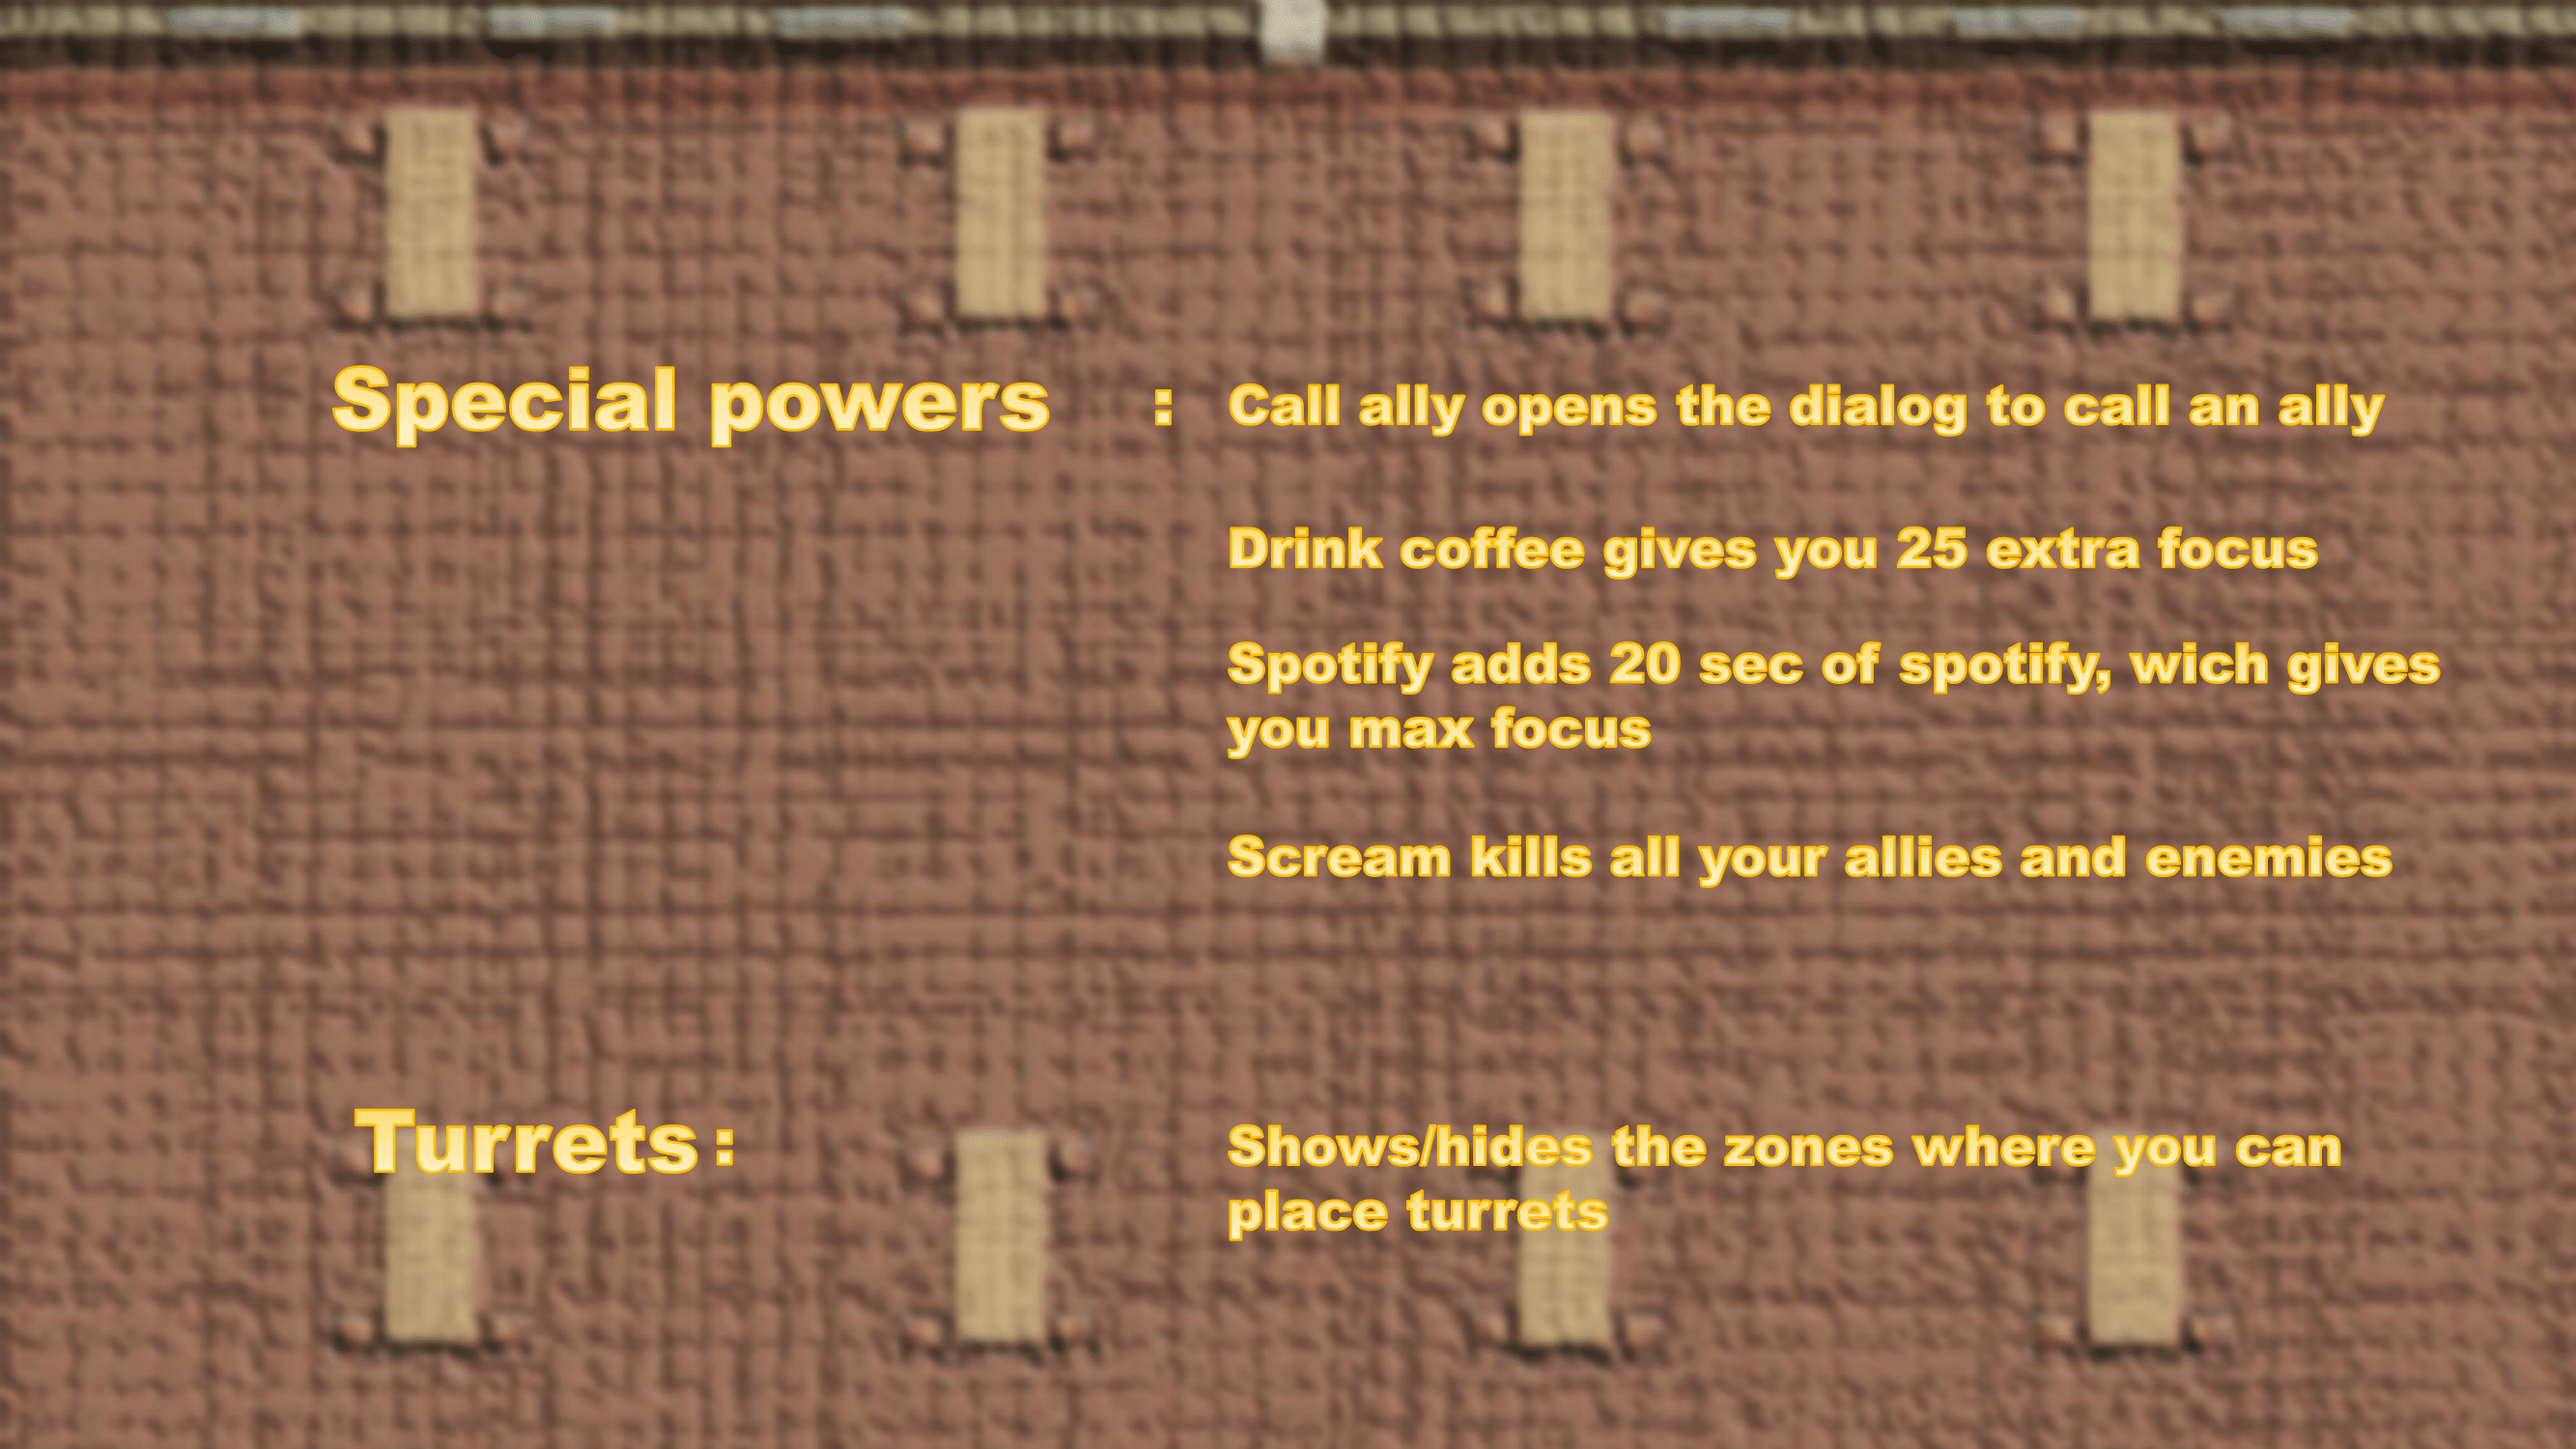 Special powers : Call ally opens the dialog to call an ally
Drink coffee gives you 25 extra focus
Spotify adds 20 sec of spotify, wich gives
you max focus
Scream kills all your allies and enemies
Turrets : Shows/hides the zones where you can
place turrets